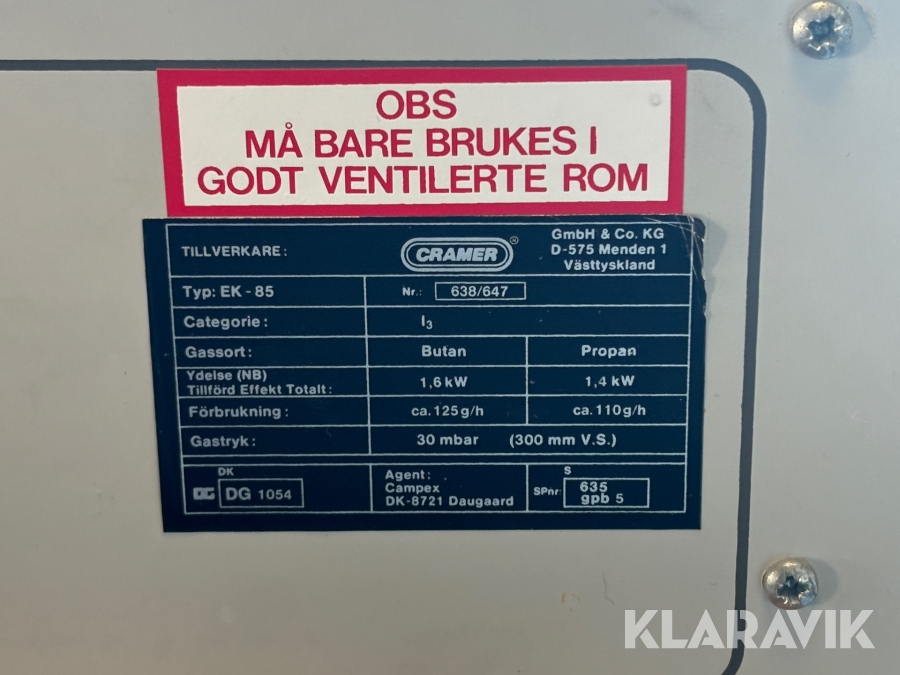 OBS
MÅ BARE BRUKES I
GODT VENTILERTE ROM
TILLVERKARE:
CRAMER®
GmbH & Co. KG
D-575 Menden 1
Västtyskland
Typ: EK - 85
Nr.: 638/647
Categorie:
I3
Gassort:
Butan
Propan
Ydelse (NB)
Tillförd Effekt Totalt:
1,6 kW
1,4 kW
Förbrukning:
ca. 125 g/h
ca. 110 g/h
Gastryk:
30 mbar (300 mm V.S.)
DK
DG DG 1054
Agent:
Campex
DK-8721 Daugaard
S
SPnr 635
gpb 5
KLARAVIK